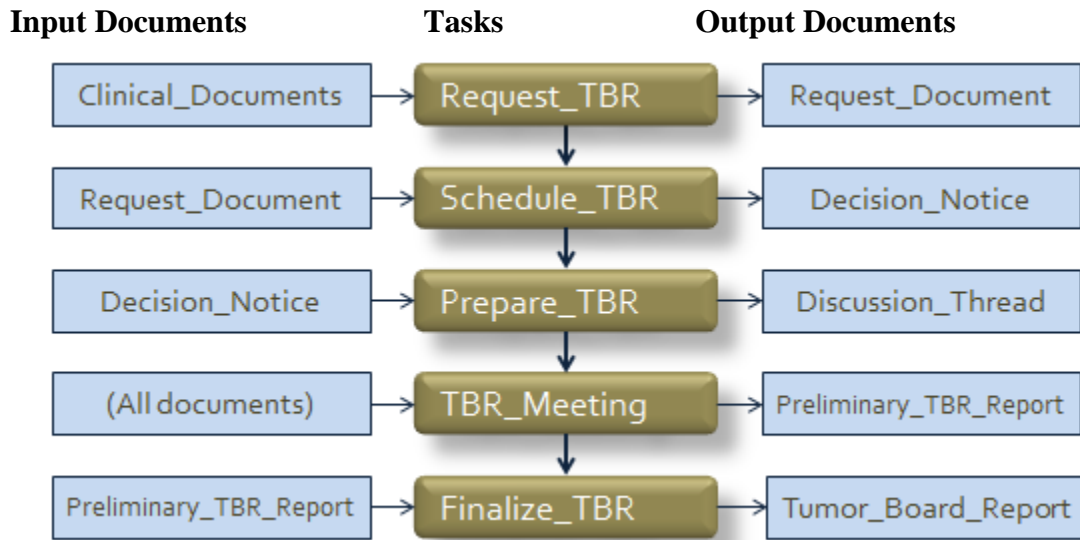 Input Documents Tasks Output Documents
Clinical_Documents Request_TBR Request_Document
Request_Document Schedule_TBR Decision_Notice
Decision_Notice Prepare_TBR Discussion_Thread
(All documents) TBR_Meeting Preliminary_TBR_Report
Preliminary_TBR_Report Finalize_TBR Tumor_Board_Report